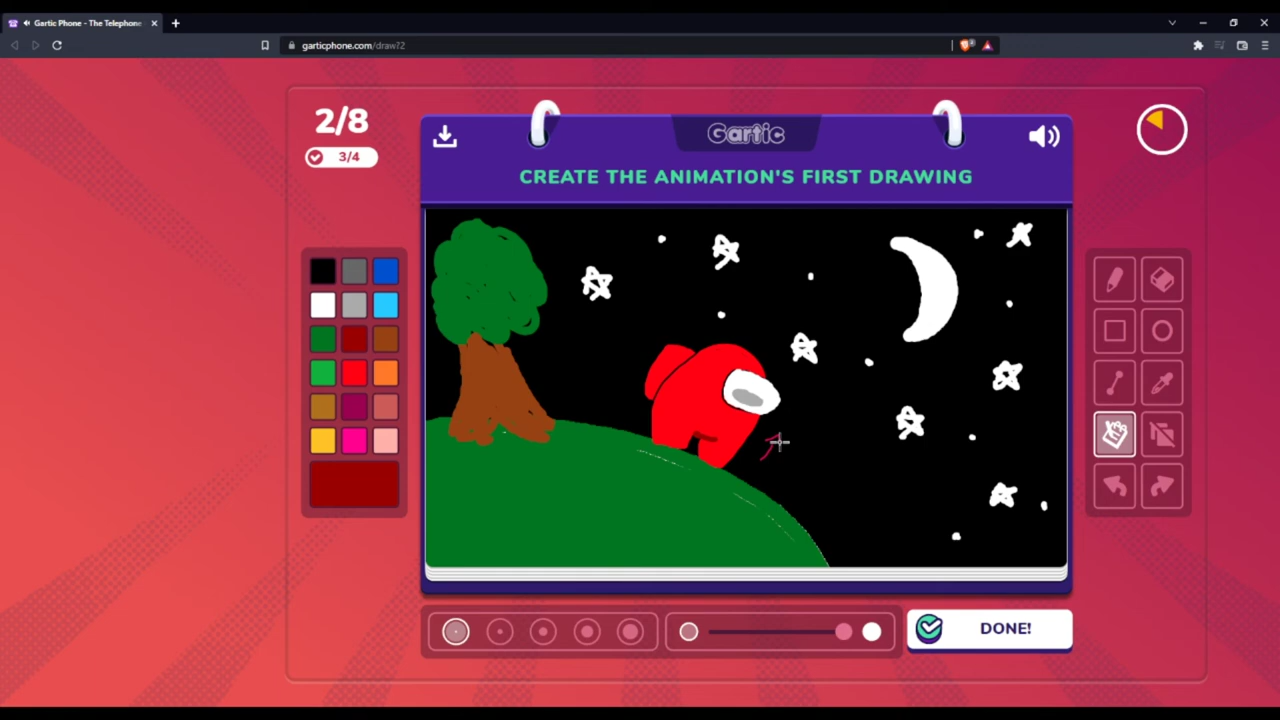 Gartic Phone - The Telephone
garticphone.com/draw?2
2/8
3/4
Gartic
CREATE THE ANIMATION'S FIRST DRAWING
DONE!